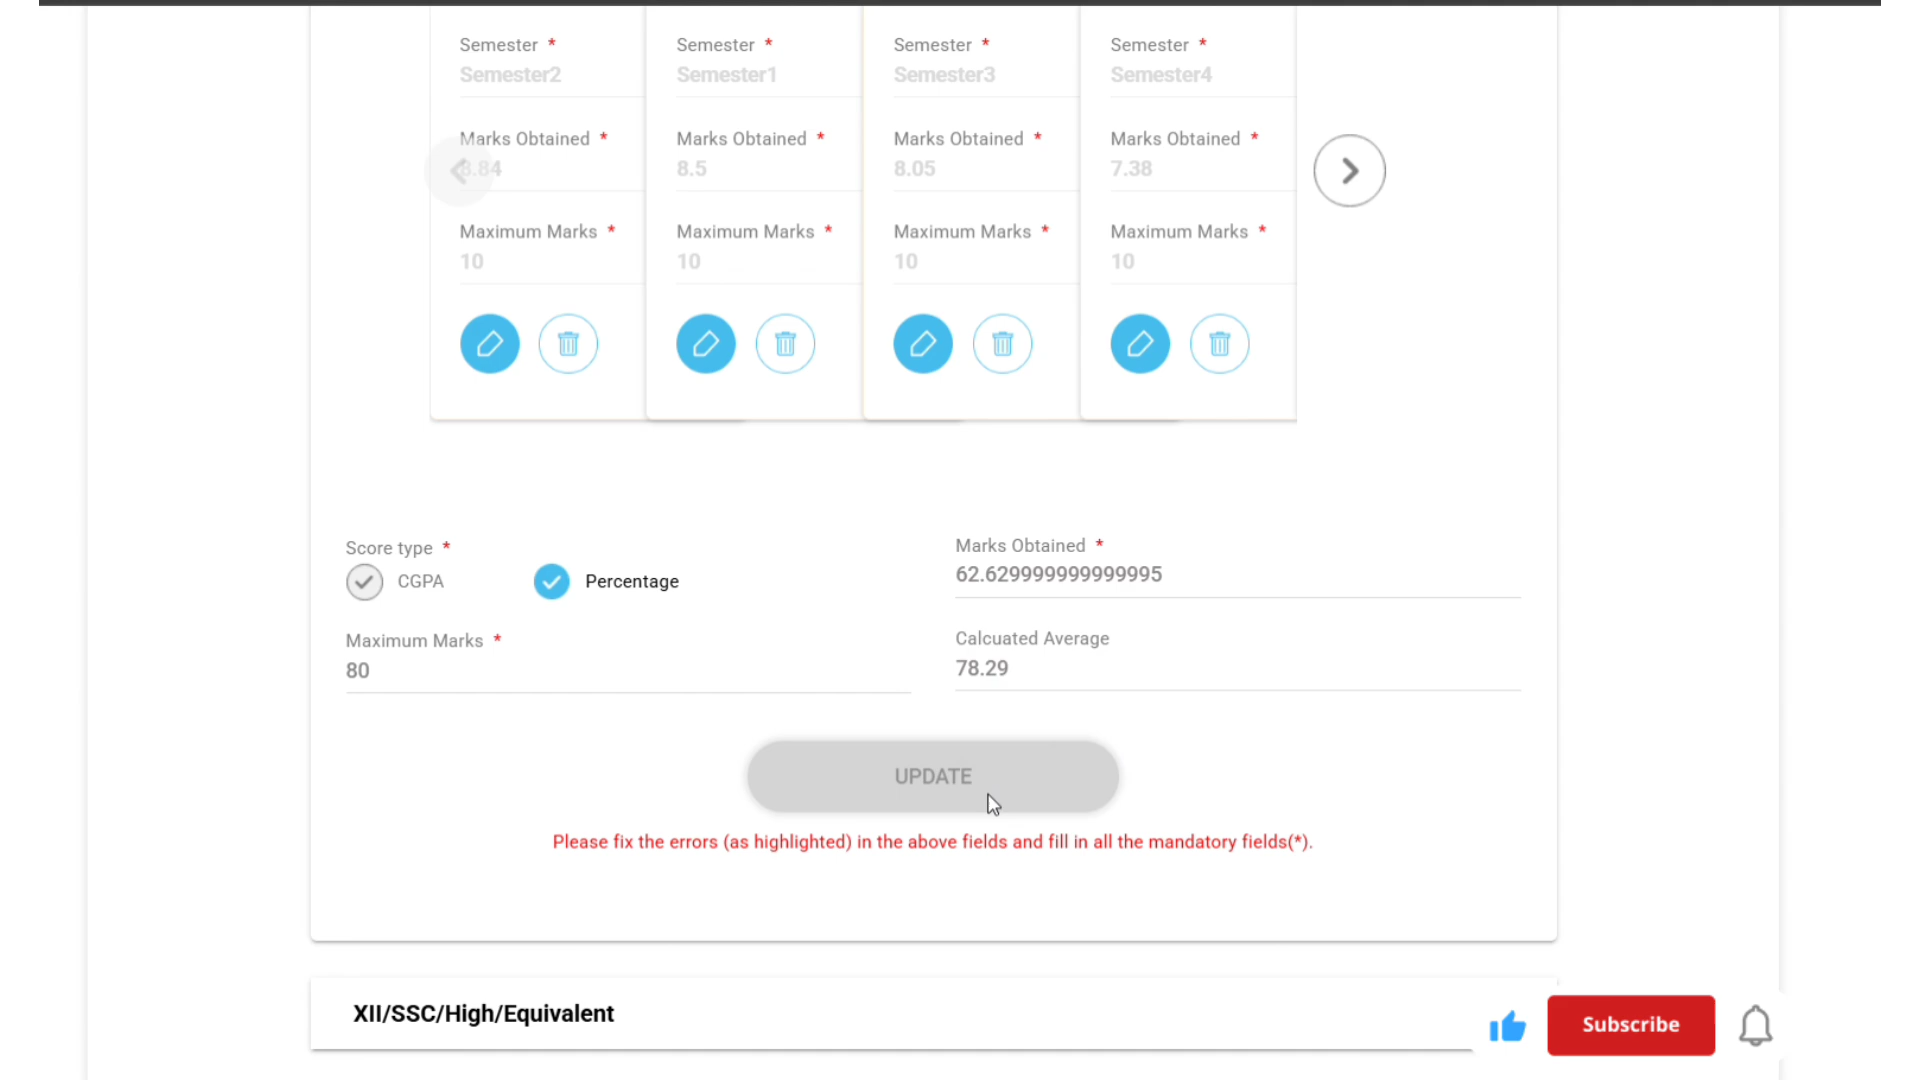 Semester * Semester * Semester * Semester *
Semester2 Semester1 Semester3 Semester4
Marks Obtained * Marks Obtained * Marks Obtained * Marks Obtained *
8.84 8.5 8.05 7.38
Maximum Marks * Maximum Marks * Maximum Marks * Maximum Marks *
10 10 10 10
Score type *
CGPA Percentage
Marks Obtained *
62.629999999999995
Maximum Marks *
80
Calcuated Average
78.29
UPDATE
Please fix the errors (as highlighted) in the above fields and fill in all the mandatory fields(*).
XII/SSC/High/Equivalent
Subscribe